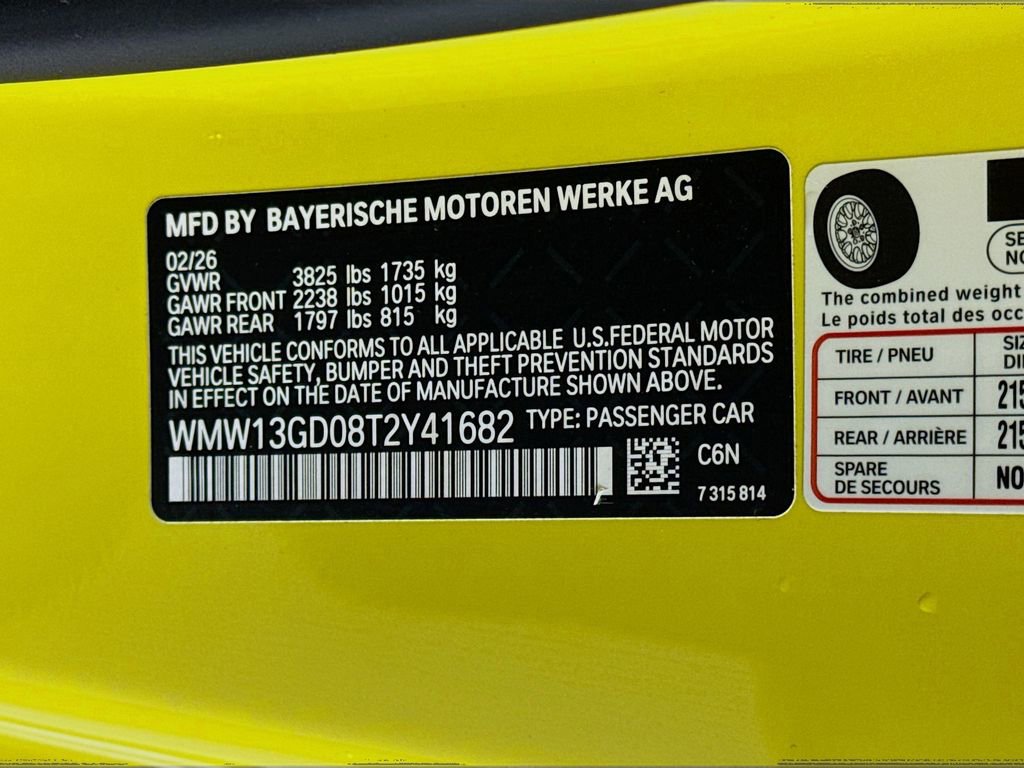 MFD BY BAYERISCHE MOTOREN WERKE AG
02/26
GVWR 3825 lbs 1735 kg
GAWR FRONT 2238 lbs 1015 kg
GAWR REAR 1797 lbs 815 kg
THIS VEHICLE CONFORMS TO ALL APPLICABLE U.S.FEDERAL MOTOR
VEHICLE SAFETY, BUMPER AND THEFT PREVENTION STANDARDS
IN EFFECT ON THE DATE OF MANUFACTURE SHOWN ABOVE.
WMW13GD08T2Y41682 TYPE: PASSENGER CAR
C6N
7 315 814
The combined weight
Le poids total des
TIRE / PNEU
FRONT / AVANT 215
REAR / ARRIÈRE 215
SPARE
DE SECOURS